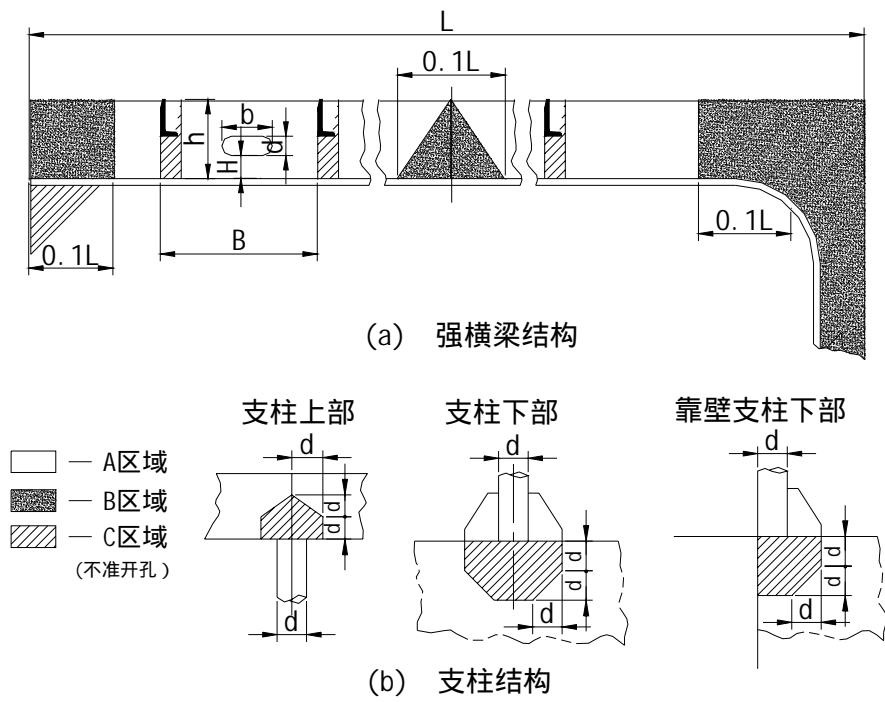 L
0.1L
b
h
d
H
0.1L
B
0.1L
(a) 强横梁结构
支柱上部
支柱下部
靠壁支柱下部
d
d
d
— A区域
— B区域
— C区域
(不准开孔)
d
d
d
d
d
d
d
d
d
d
(b) 支柱结构